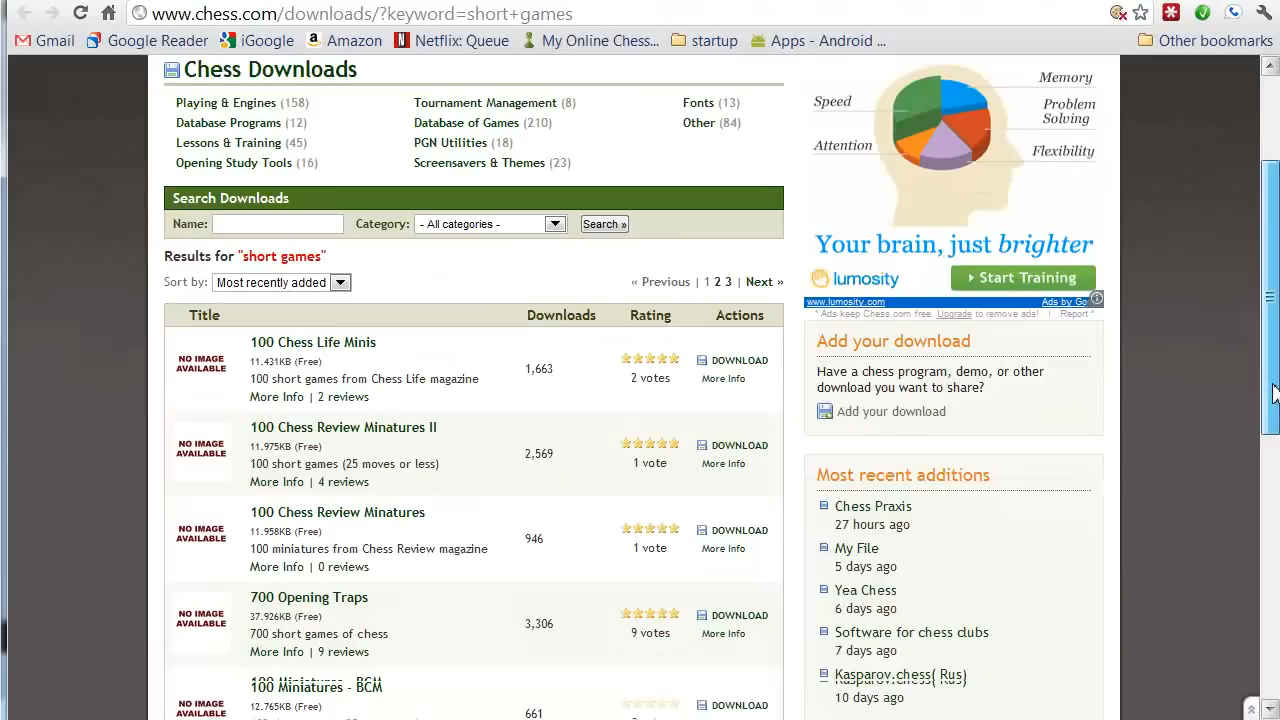 www.chess.com/downloads/?keyword=short+games
Gmail Google Reader iGoogle Amazon Netflix: Queue My Online Chess... startup Apps - Android ... Other bookmarks
Chess Downloads
Playing & Engines (158) Tournament Management (8) Fonts (13)
Database Programs (12) Database of Games (210) Other (84)
Lessons & Training (45) PGN Utilities (18)
Opening Study Tools (16) Screensavers & Themes (23)
Search Downloads
Name: Category: - All categories - Search »
Results for "short games"
Sort by: Most recently added « Previous | 1 2 3 | Next »
Title Downloads Rating Actions
NO IMAGE AVAILABLE
100 Chess Life Minis
11.431KB (Free)
100 short games from Chess Life magazine
More Info | 2 reviews
1,663
2 votes
DOWNLOAD
More Info
NO IMAGE AVAILABLE
100 Chess Review Minatures II
11.975KB (Free)
100 short games (25 moves or less)
More Info | 4 reviews
2,569
1 vote
DOWNLOAD
More Info
NO IMAGE AVAILABLE
100 Chess Review Minatures
11.958KB (Free)
100 miniatures from Chess Review magazine
More Info | 0 reviews
946
1 vote
DOWNLOAD
More Info
NO IMAGE AVAILABLE
700 Opening Traps
37.926KB (Free)
700 short games of chess
More Info | 9 reviews
3,306
9 votes
DOWNLOAD
More Info
NO IMAGE AVAILABLE
100 Miniatures - BCM
12.765KB (Free)
661
DOWNLOAD
Memory
Speed
Problem
Solving
Attention
Flexibility
Your brain, just brighter
lumosity Start Training
www.lumosity.com Ads by Go
* Ads keep Chess.com free. Upgrade to remove ads! | Report *
Add your download
Have a chess program, demo, or other
download you want to share?
Add your download
Most recent additions
Chess Praxis
27 hours ago
My File
5 days ago
Yea Chess
6 days ago
Software for chess clubs
7 days ago
Kasparov.chess( Rus)
10 days ago